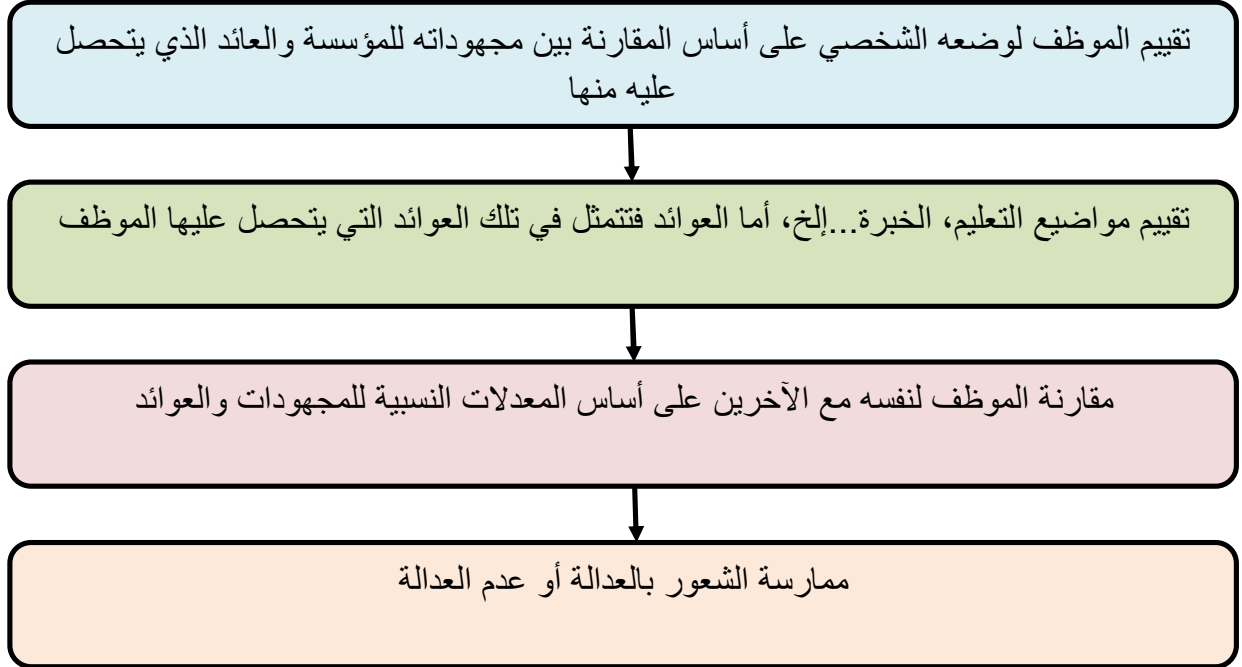 تقييم الموظف لوضعه الشخصي على أساس المقارنة بين مجهوداته للمؤسسة والعائد الذي يتحصل
عليه منها
تقييم مواضيع التعليم، الخبرة...إلخ، أما العوائد فتتمثل في تلك العوائد التي يتحصل عليها الموظف
مقارنة الموظف لنفسه مع الآخرين على أساس المعدلات النسبية للمجهودات والعوائد
ممارسة الشعور بالعدالة أو عدم العدالة